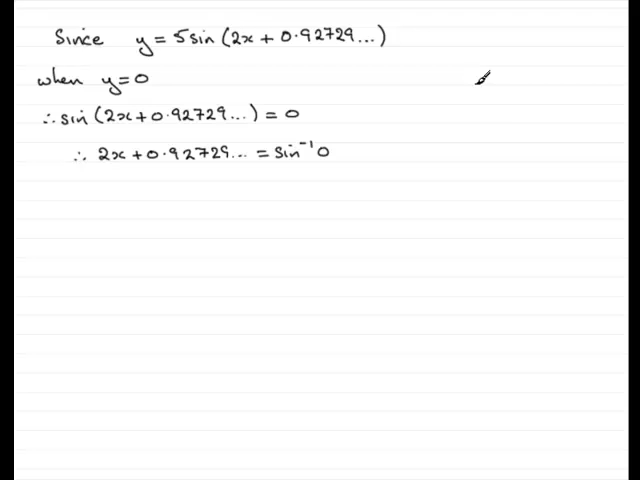 Since y = 5 sin (2x + 0.92729...)
when y = 0
∴ sin (2x + 0.92729...) = 0
∴ 2x + 0.92729... = sin⁻¹ 0